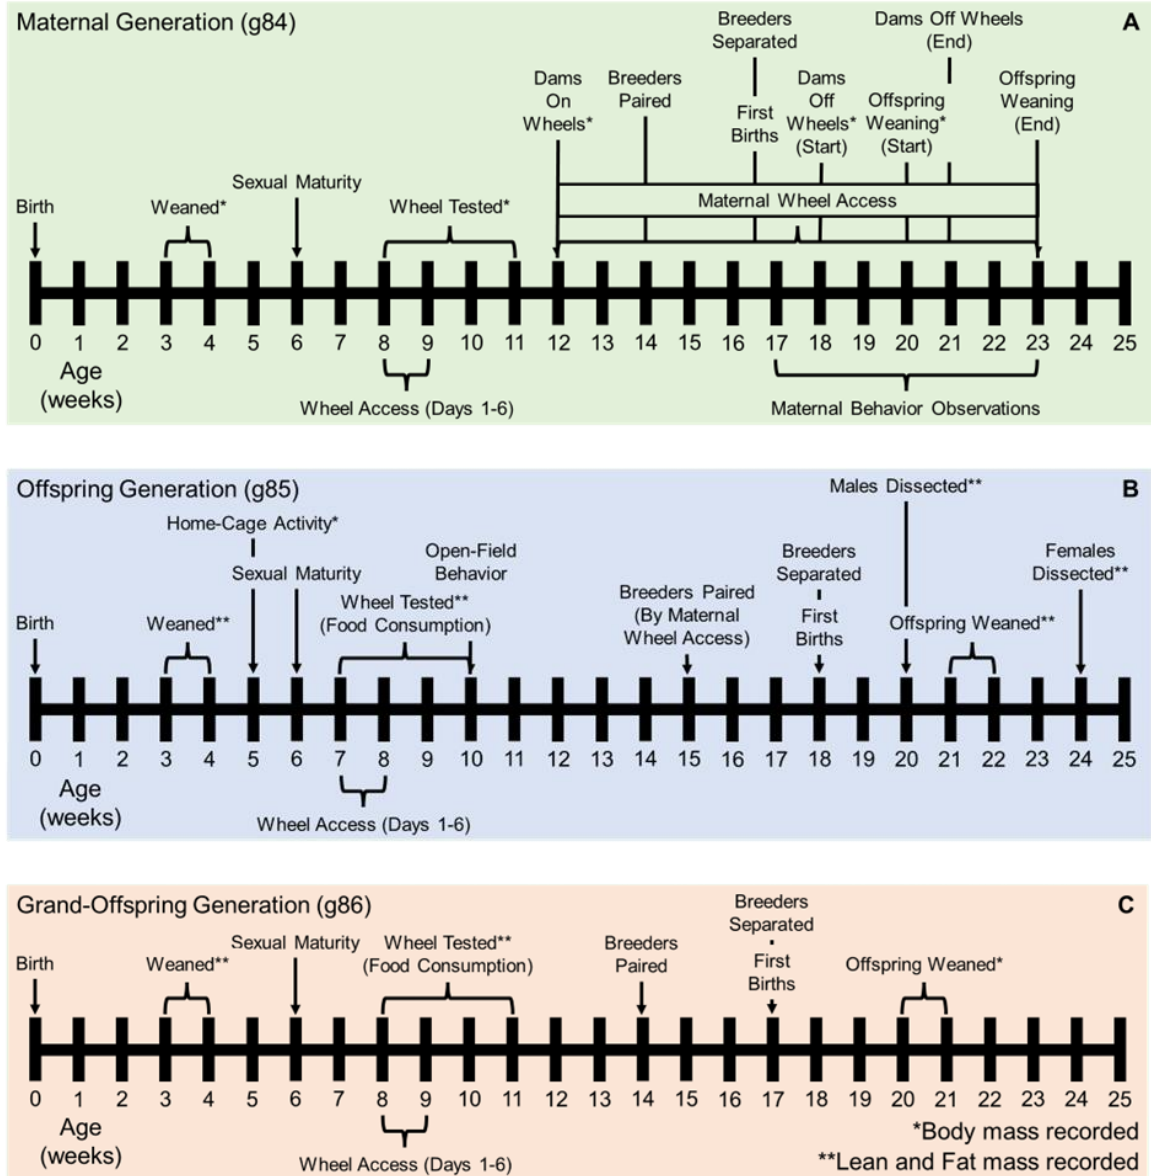 Maternal Generation (g84)
A
Breeders
Separated
Dams Off Wheels
(End)
Dams
On
Wheels*
Breeders
Paired
First
Births
Dams
Off
Wheels*
(Start)
Offspring
Weaning*
(Start)
Offspring
Weaning
(End)
Birth
Weaned*
Sexual Maturity
Wheel Tested*
Maternal Wheel Access
0 1 2 3 4 5 6 7 8 9 10 11 12 13 14 15 16 17 18 19 20 21 22 23 24 25
Age
(weeks)
Wheel Access (Days 1-6)
Maternal Behavior Observations
Offspring Generation (g85)
B
Males Dissected**
Home-Cage Activity*
Sexual Maturity
Open-Field
Behavior
Breeders
Separated
Females
Dissected**
Birth
Weaned**
Wheel Tested**
(Food Consumption)
Breeders Paired
(By Maternal
Wheel Access)
First
Births
Offspring Weaned**
0 1 2 3 4 5 6 7 8 9 10 11 12 13 14 15 16 17 18 19 20 21 22 23 24 25
Age
(weeks)
Wheel Access (Days 1-6)
Grand-Offspring Generation (g86)
C
Breeders
Separated
Birth
Weaned**
Sexual Maturity
Wheel Tested**
(Food Consumption)
Breeders
Paired
First
Births
Offspring Weaned*
0 1 2 3 4 5 6 7 8 9 10 11 12 13 14 15 16 17 18 19 20 21 22 23 24 25
Age
(weeks)
Wheel Access (Days 1-6)
*Body mass recorded
**Lean and Fat mass recorded